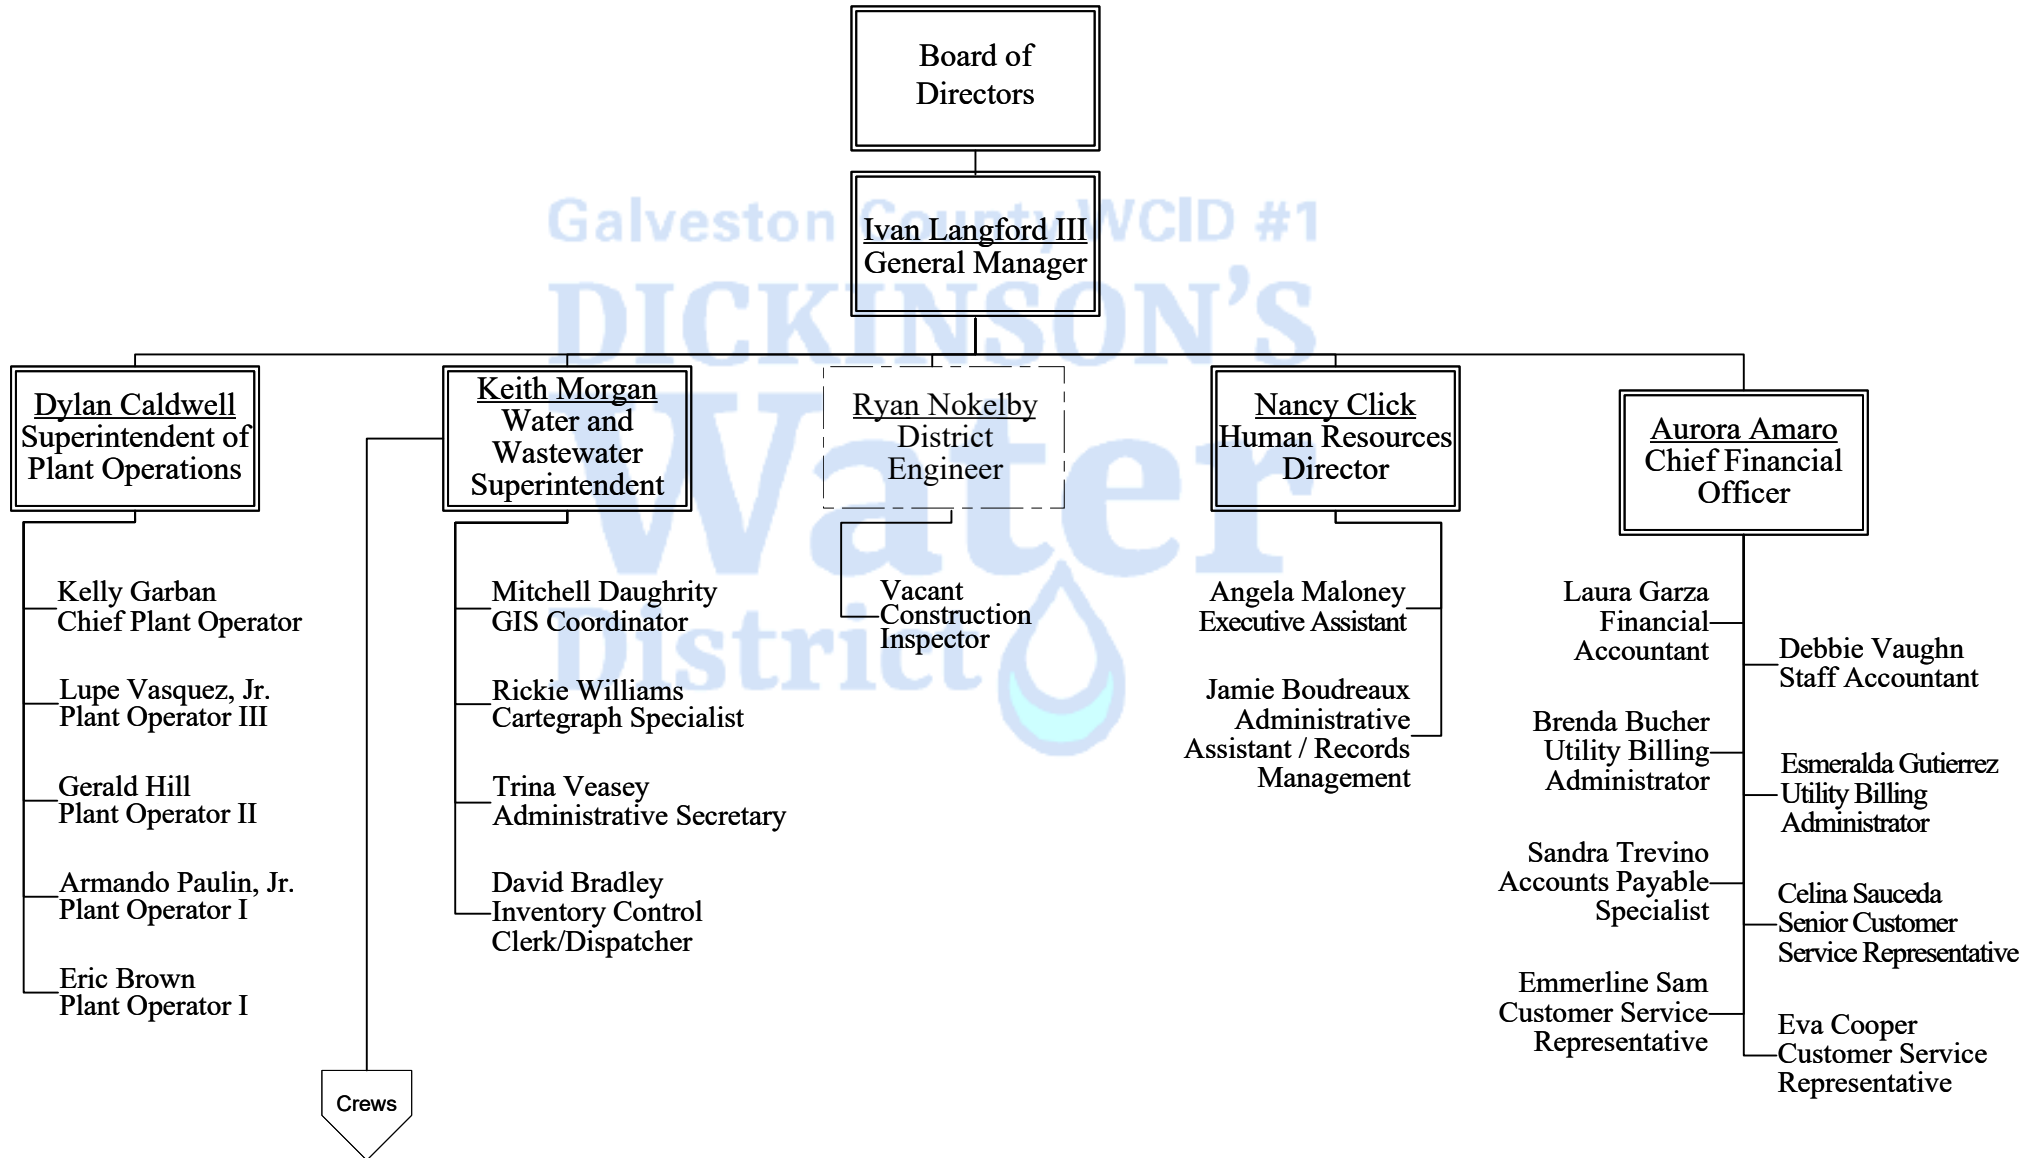 Board of
Directors
Galveston County WCID #1
Ivan Langford III
General Manager
DICKINSON'S
Water
District
Dylan Caldwell
Superintendent of
Plant Operations
Keith Morgan
Water and
Wastewater
Superintendent
Ryan Nokelby
District
Engineer
Nancy Click
Human Resources
Director
Aurora Amaro
Chief Financial
Officer
Kelly Garban
Chief Plant Operator
Lupe Vasquez, Jr.
Plant Operator III
Gerald Hill
Plant Operator II
Armando Paulin, Jr.
Plant Operator I
Eric Brown
Plant Operator I
Crews
Mitchell Daughrity
GIS Coordinator
Rickie Williams
Cartegraph Specialist
Trina Veasey
Administrative Secretary
David Bradley
Inventory Control
Clerk/Dispatcher
Vacant
Construction
Inspector
Angela Maloney
Executive Assistant
Jamie Boudreaux
Administrative
Assistant / Records
Management
Laura Garza
Financial
Accountant
Debbie Vaughn
Staff Accountant
Brenda Bucher
Utility Billing
Administrator
Esmeralda Gutierrez
Utility Billing
Administrator
Sandra Trevino
Accounts Payable
Specialist
Celina Sauceda
Senior Customer
Service Representative
Emmerline Sam
Customer Service
Representative
Eva Cooper
Customer Service
Representative